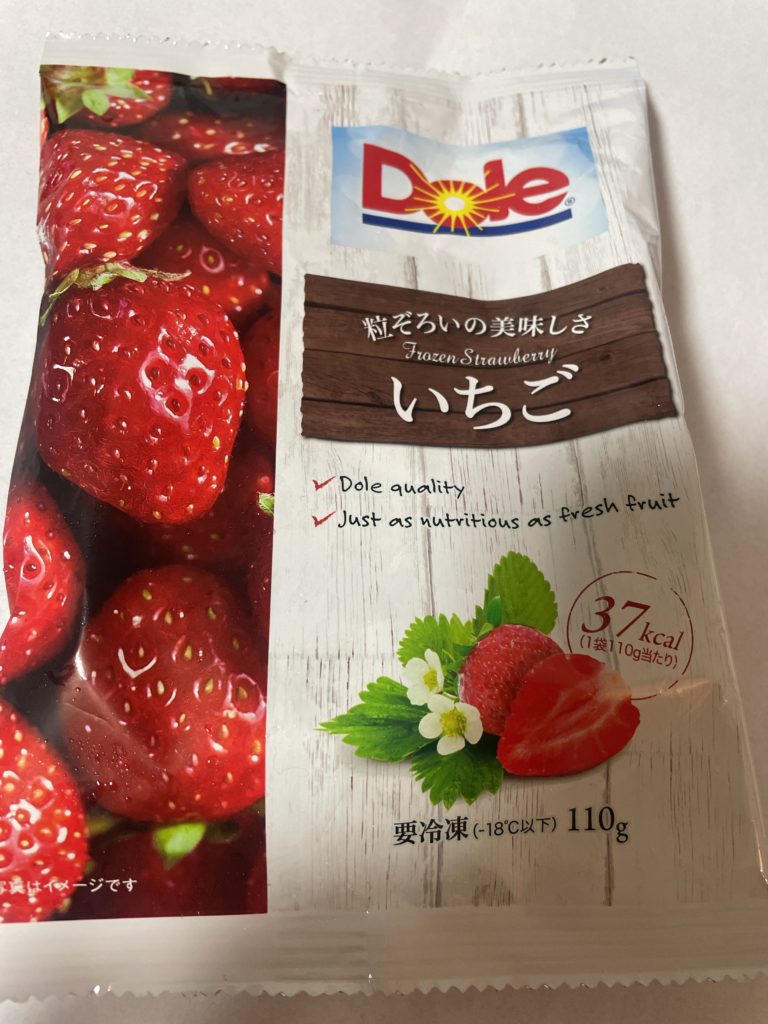 Dole®
粒ぞろいの美味しさ
Frozen Strawberry
いちご
Dole quality
Just as nutritious as fresh fruit
37kcal
(1袋110g当たり)
要冷凍(-18℃以下) 110g
写真はイメージです